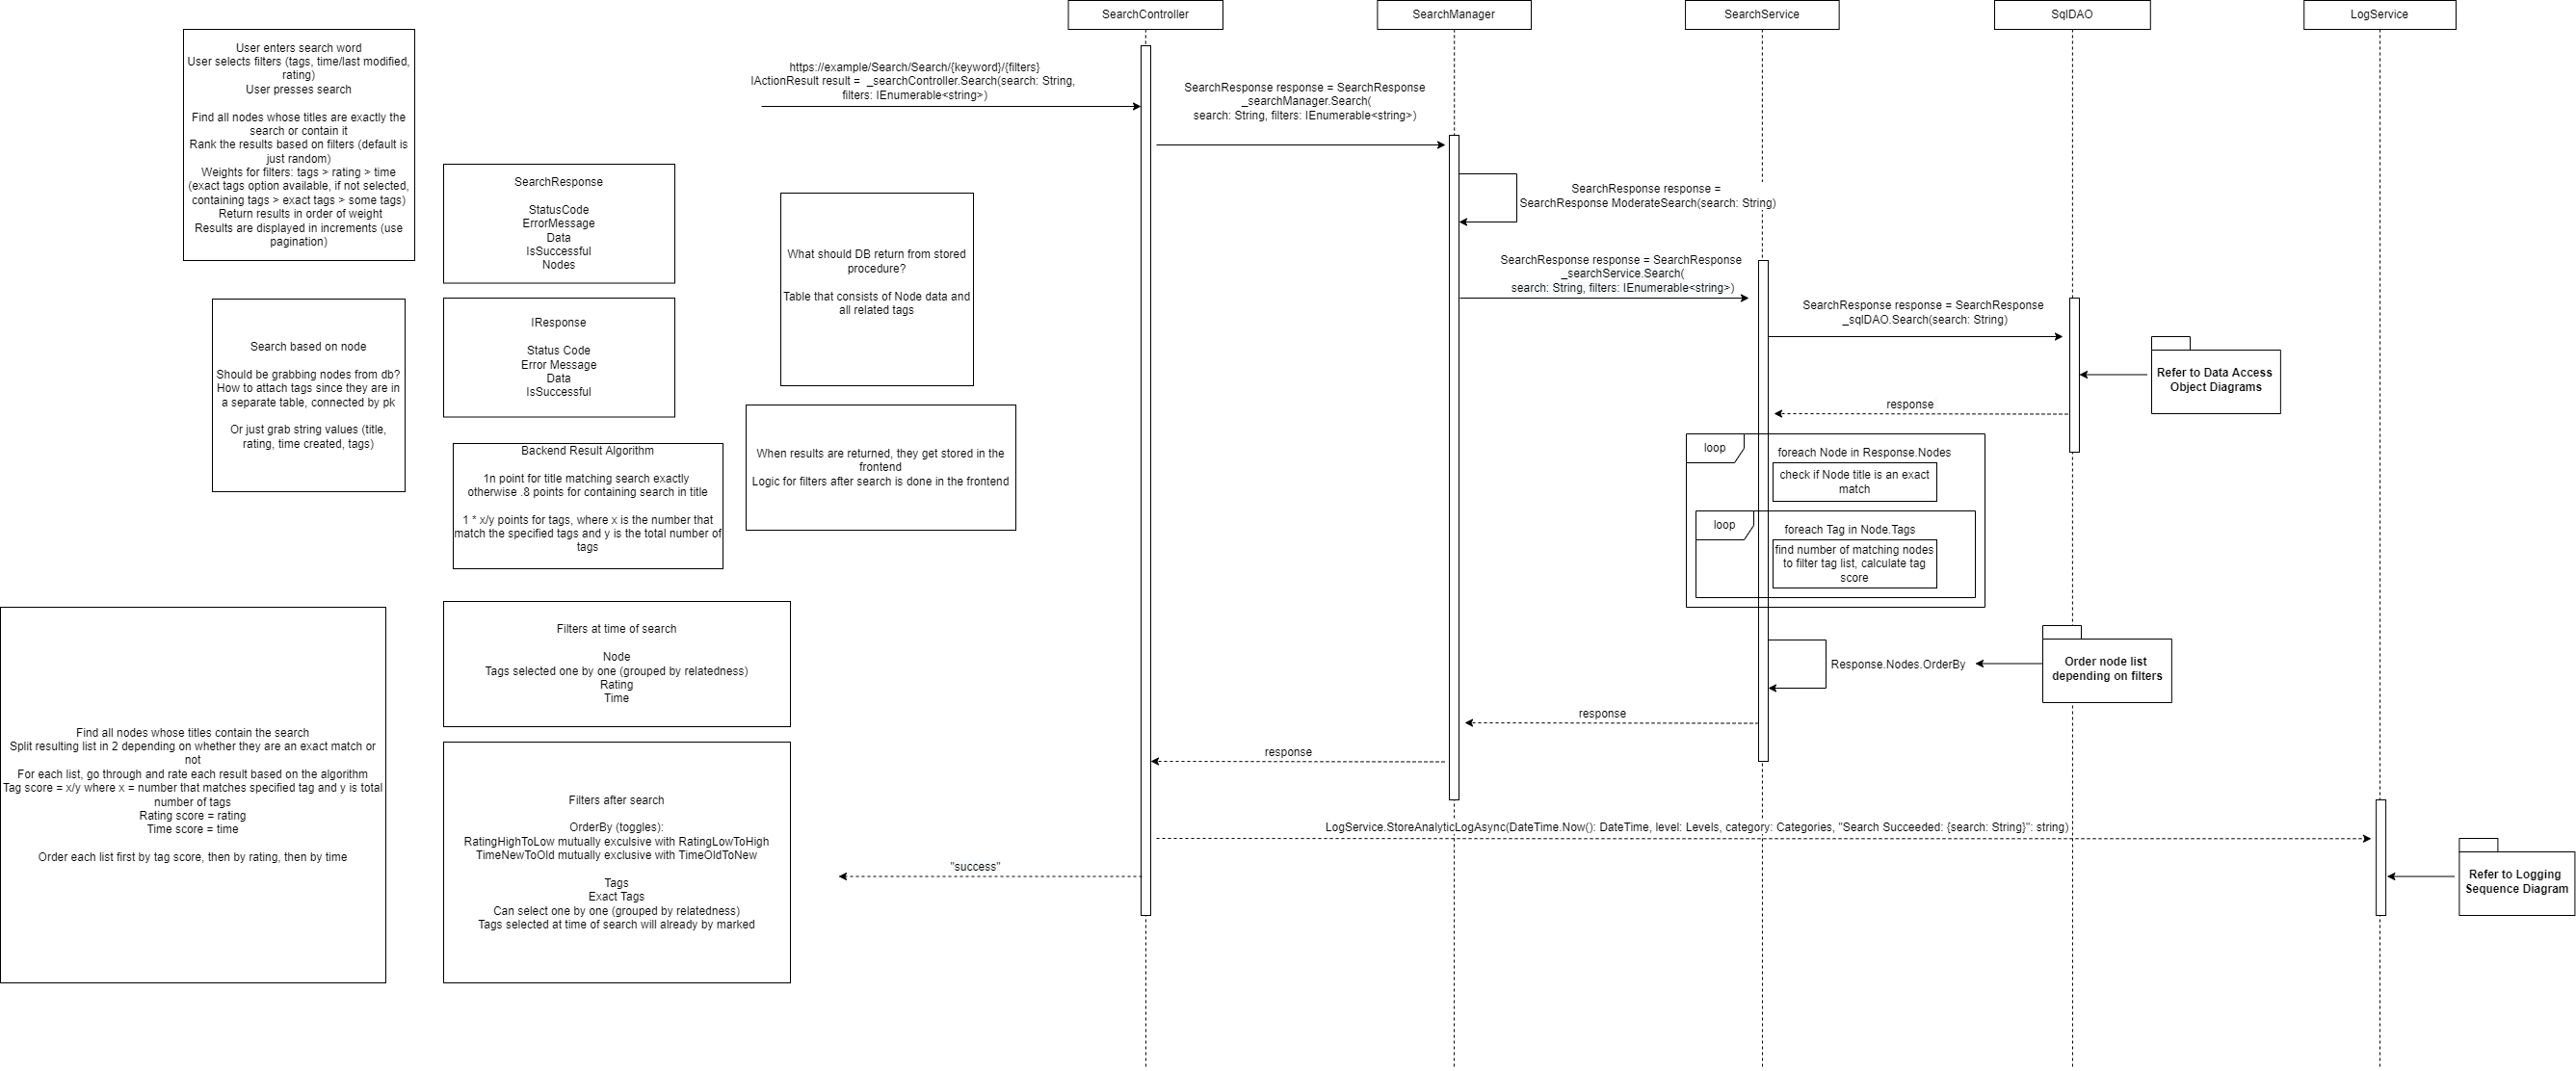 SearchController
SearchManager
SearchService
SqlDAO
LogService
User enters search word
User selects filters (tags, time/last modified,
rating)
User presses search
Find all nodes whose titles are exactly the
search or contain it
Rank the results based on filters (default is
just random)
Weights for filters: tags > rating > time
(exact tags option available, if not selected,
containing tags > exact tags > some tags)
Return results in order of weight
Results are displayed in increments (use
pagination)
SearchResponse
StatusCode
ErrorMessage
Data
IsSuccessful
Nodes
What should DB return from stored
procedure?
Table that consists of Node data and
all related tags
Search based on node
Should be grabbing nodes from db?
How to attach tags since they are in
a separate table, connected by pk
Or just grab string values (title,
rating, time created, tags)
IResponse
Status Code
Error Message
Data
IsSuccessful
When results are returned, they get stored in the
frontend
Logic for filters after search is done in the frontend
Backend Result Algorithm
1n point for title matching search exactly
otherwise .8 points for containing search in title
1 * x/y points for tags, where x is the number that
match the specified tags and y is the total number of
tags
Filters at time of search
Node
Tags selected one by one (grouped by relatedness)
Rating
Time
Find all nodes whose titles contain the search
Split resulting list in 2 depending on whether they are an exact match or
not
For each list, go through and rate each result based on the algorithm
Tag score = x/y where x = number that matches specified tag and y is total
number of tags
Rating score = rating
Time score = time
Order each list first by tag score, then by rating, then by time
Filters after search
OrderBy (toggles):
RatingHighToLow mutually exculsive with RatingLowToHigh
TimeNewToOld mutually exclusive with TimeOldToNew
Tags
Exact Tags
Can select one by one (grouped by relatedness)
Tags selected at time of search will already by marked
https://example/Search/Search/{keyword}/{filters}
IActionResult result = _searchController.Search(search: String,
filters: IEnumerable<string>)
SearchResponse response = SearchResponse
_searchManager.Search(
search: String, filters: IEnumerable<string>)
SearchResponse response =
SearchResponse ModerateSearch(search: String)
SearchResponse response = SearchResponse
_searchService.Search(
search: String, filters: IEnumerable<string>)
SearchResponse response = SearchResponse
_sqlDAO.Search(search: String)
Refer to Data Access
Object Diagrams
response
loop
foreach Node in Response.Nodes
check if Node title is an exact
match
loop
foreach Tag in Node.Tags
find number of matching nodes
to filter tag list, calculate tag
score
Response.Nodes.OrderBy
Order node list
depending on filters
response
response
LogService.StoreAnalyticLogAsync(DateTime.Now(): DateTime, level: Levels, category: Categories, "Search Succeeded: {search: String}": string)
"success"
Refer to Logging
Sequence Diagram